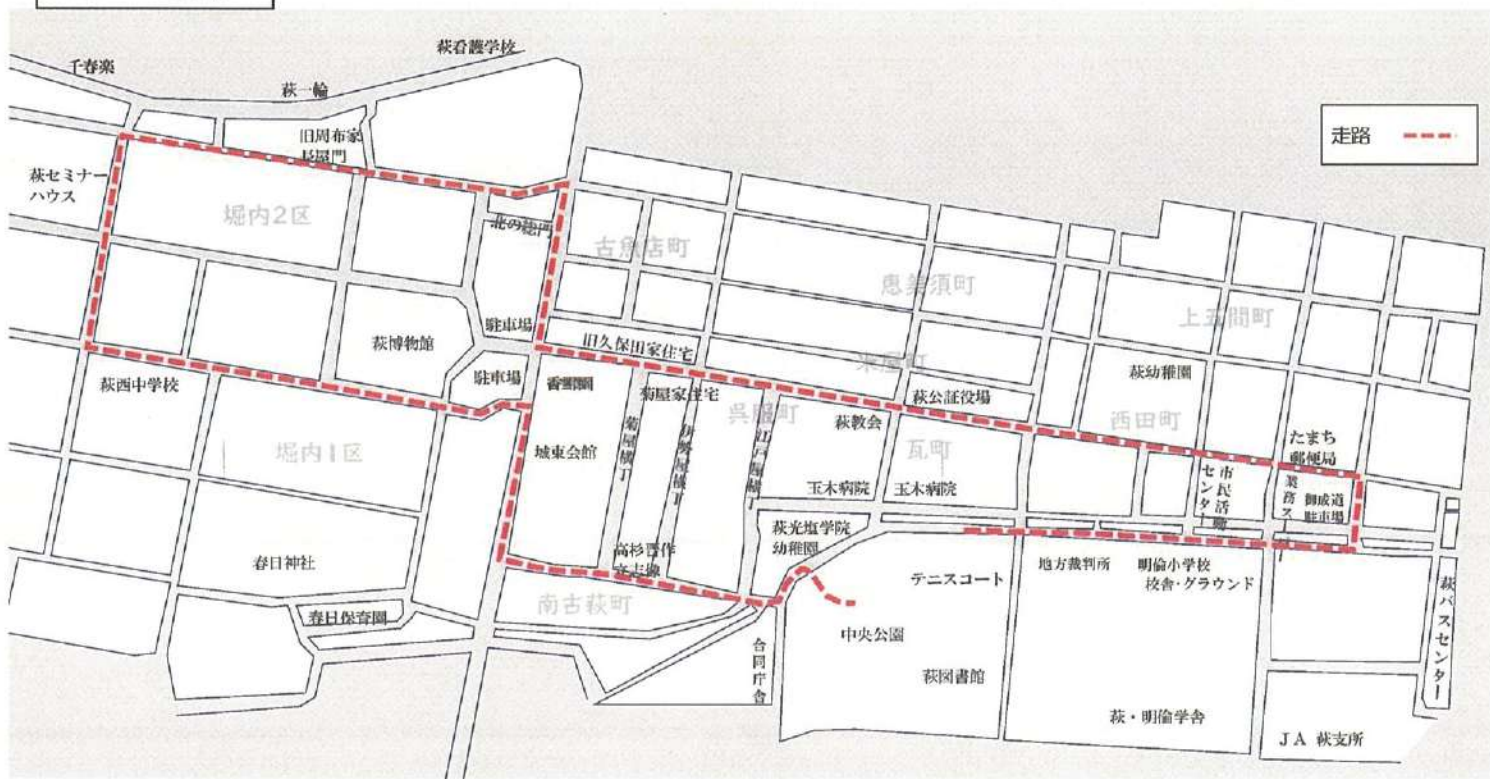 萩看護学校
千春楽
萩一輪
走路
旧周布家
長屋門
萩セミナー
ハウス
堀内2区
北の総門
古魚店町
恵美須町
上五間町
駐車場
萩博物館
旧久保田家住宅
米屋町
萩幼稚園
萩西中学校
駐車場
菊屋家住宅
萩公証役場
呉服町
西田町
萩教会
たまち
郵便局
堀内1区
城東会館
菊屋横丁
伊勢屋横丁
江戸屋横丁
瓦町
玉木病院
玉木病院
市民活動
センター
業務ス
御成道
駐車場
萩光塩学院
幼稚園
高杉晋作
立志像
春日神社
テニスコート
地方裁判所
明倫小学校
校舎・グラウンド
南古萩町
春日保育園
中央公園
合同庁舎
萩図書館
萩バスセンター
萩・明倫学舎
JA 萩支所